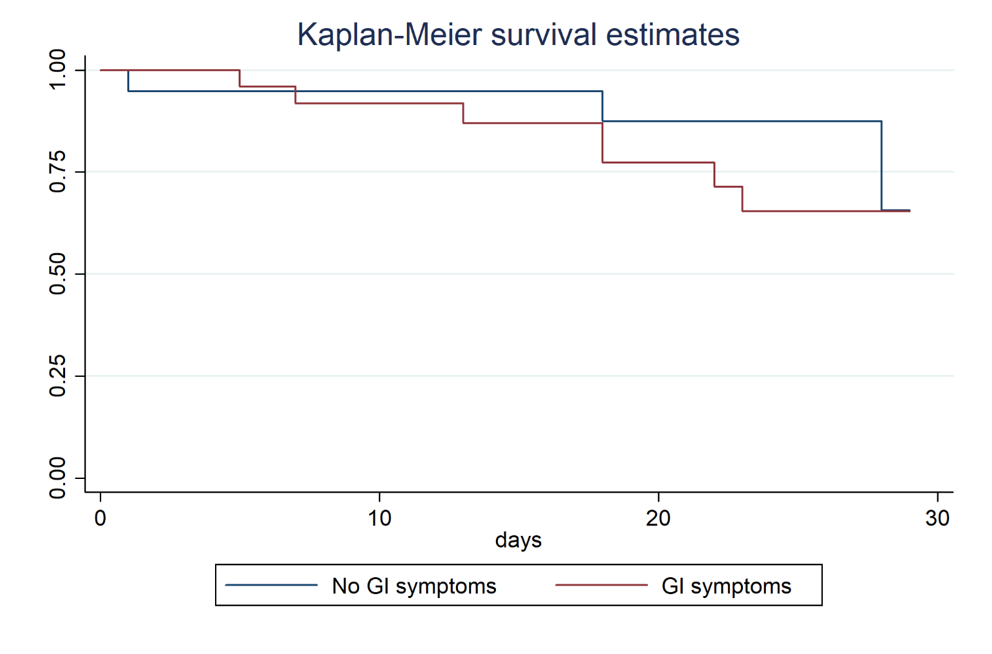 Kaplan-Meier survival estimates
1.00
0.75
0.50
0.25
0.00
0 10 20 30
days
No GI symptoms GI symptoms